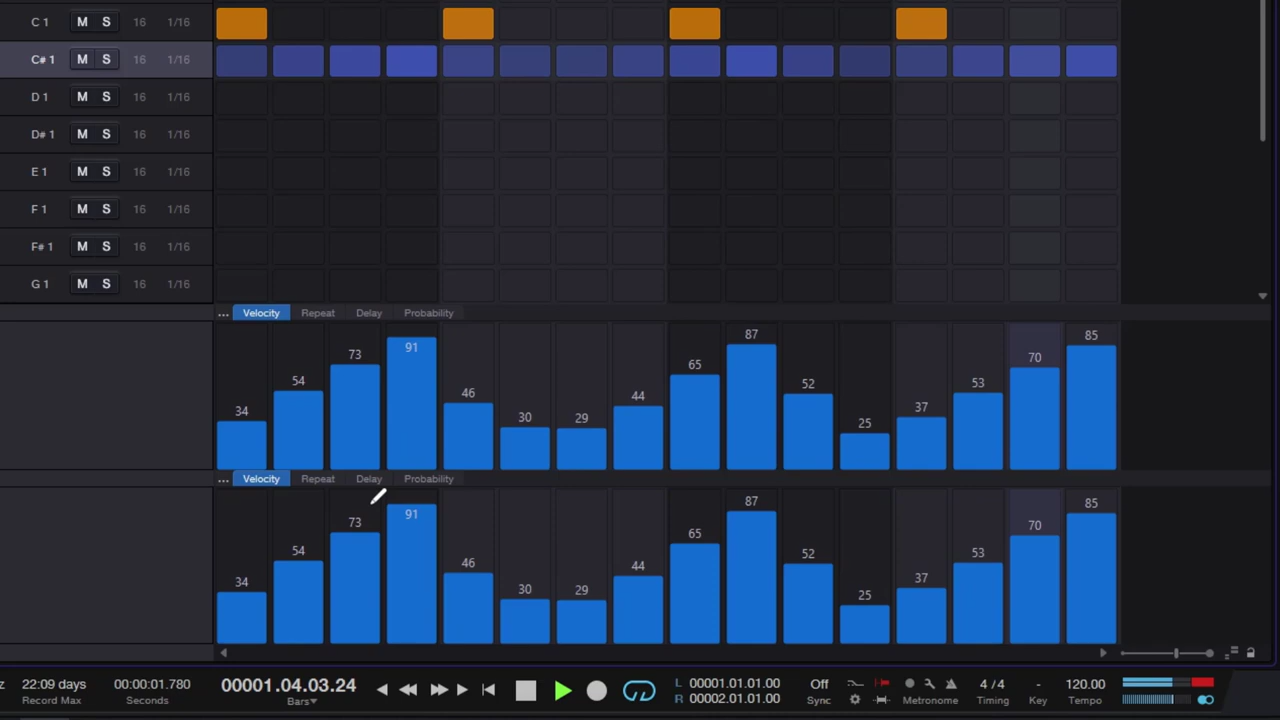 C 1 M S 16 1/16
C# 1 M S 16 1/16
D 1 M S 16 1/16
D# 1 M S 16 1/16
E 1 M S 16 1/16
F 1 M S 16 1/16
F# 1 M S 16 1/16
G 1 M S 16 1/16
... Velocity Repeat Delay Probability
34 54 73 91 46 30 29 44 65 87 52 25 37 53 70 85
... Velocity Repeat Delay Probability
34 54 73 91 46 30 29 44 65 87 52 25 37 53 70 85
z 22:09 days 00:00:01.780 00001.04.03.24 L 00001.01.01.00 Off 4 / 4 - 120.00
Record Max Seconds Bars R 00002.01.01.00 Sync Metronome Timing Key Tempo